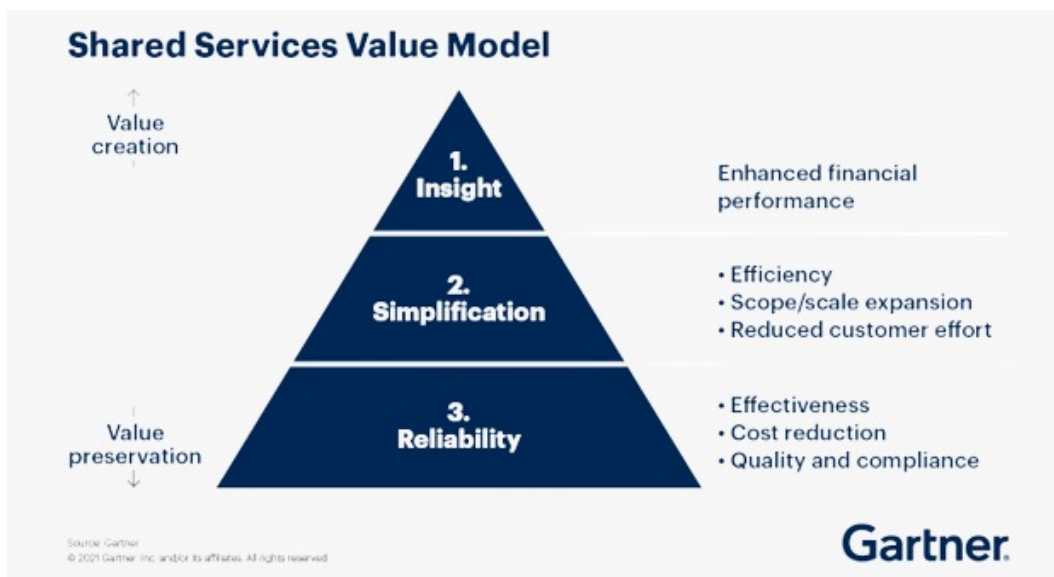 Shared Services Value Model
Value
creation
1.
Insight
Enhanced financial
performance
2.
Simplification
• Efficiency
• Scope/scale expansion
• Reduced customer effort
Value
preservation
3.
Reliability
• Effectiveness
• Cost reduction
• Quality and compliance
Source: Gartner
© 2021 Gartner, Inc. and/or its affiliates. All rights reserved
Gartner.